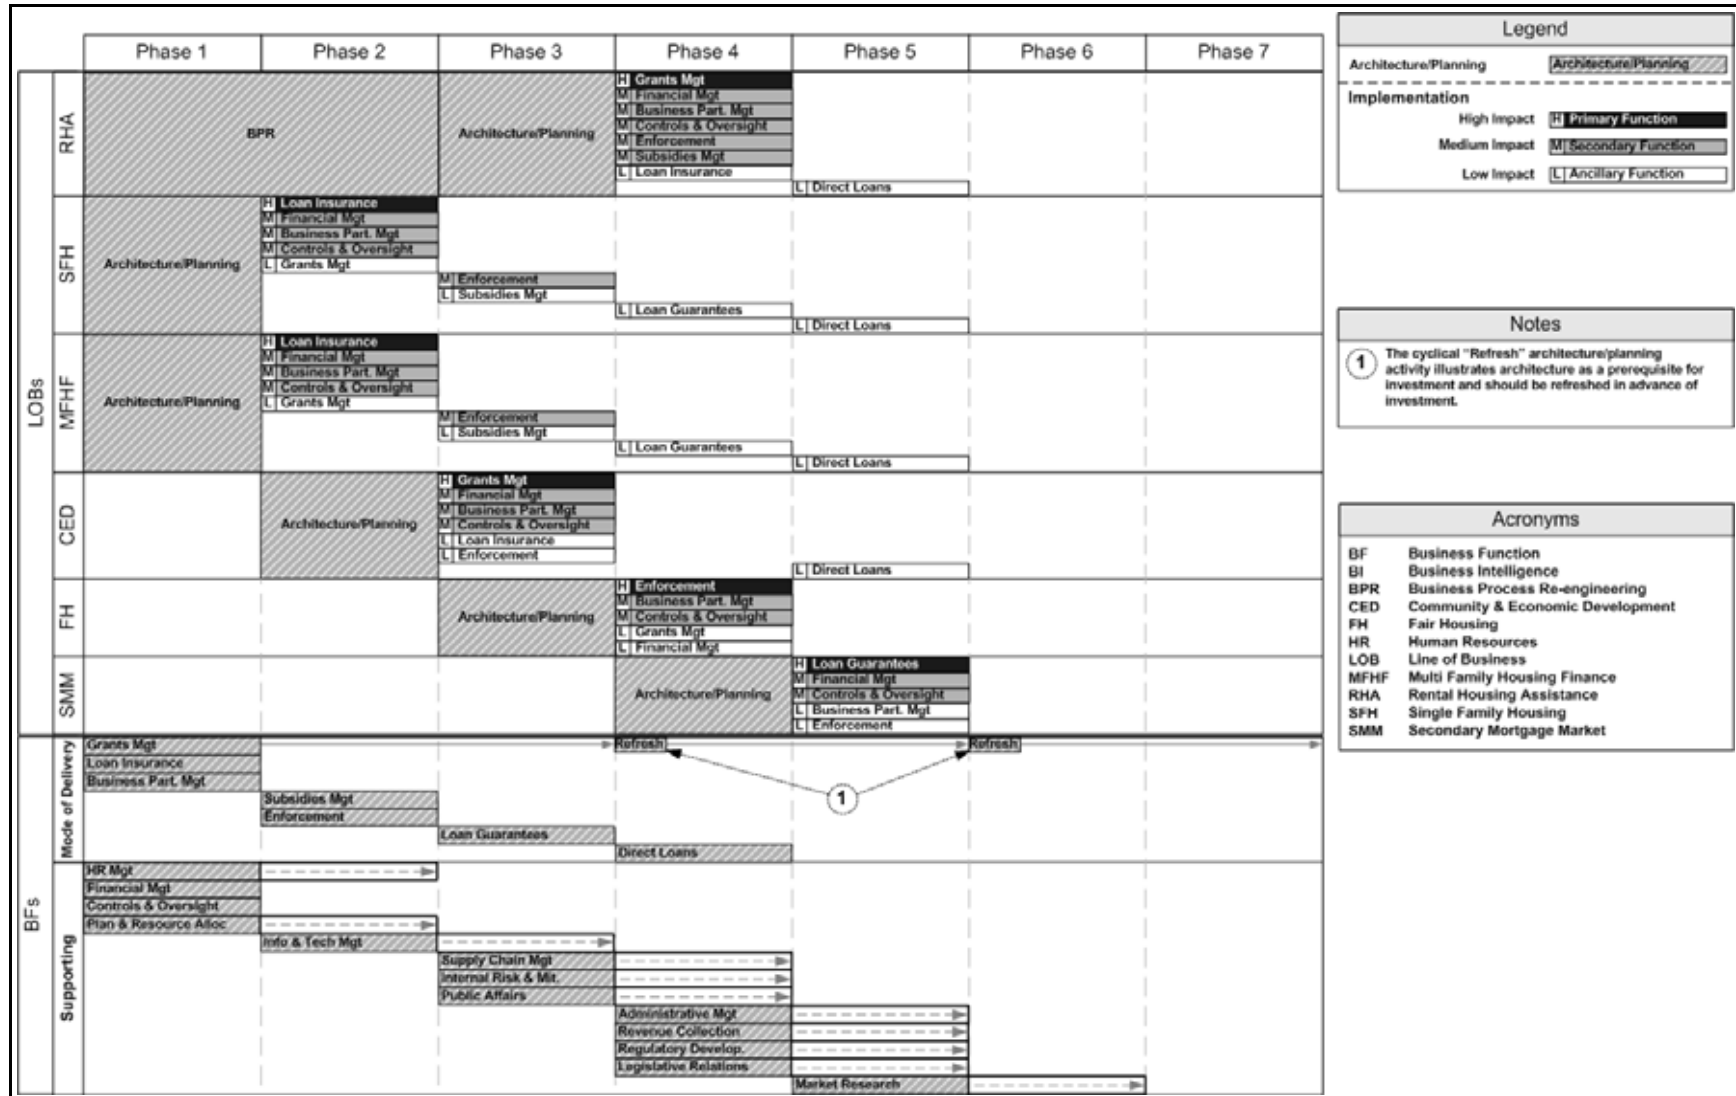 Phase 1 Phase 2 Phase 3 Phase 4 Phase 5 Phase 6 Phase 7
LOBs
RHA
BPR
Architecture/Planning
H Grants Mgt
M Financial Mgt
M Business Part. Mgt
M Controls & Oversight
M Enforcement
M Subsidies Mgt
L Loan Insurance
L Direct Loans
SFH
Architecture/Planning
H Loan Insurance
M Financial Mgt
M Business Part. Mgt
M Controls & Oversight
L Grants Mgt
M Enforcement
L Subsidies Mgt
L Loan Guarantees
L Direct Loans
MFHF
Architecture/Planning
H Loan Insurance
M Financial Mgt
M Business Part. Mgt
M Controls & Oversight
L Grants Mgt
M Enforcement
L Subsidies Mgt
L Loan Guarantees
L Direct Loans
CED
Architecture/Planning
H Grants Mgt
M Financial Mgt
M Business Part. Mgt
M Controls & Oversight
L Loan Insurance
L Enforcement
L Direct Loans
FH
Architecture/Planning
H Enforcement
M Business Part. Mgt
M Controls & Oversight
L Grants Mgt
L Financial Mgt
SMM
Architecture/Planning
H Loan Guarantees
M Financial Mgt
M Controls & Oversight
L Business Part. Mgt
L Enforcement
BFs
Mode of Delivery
Grants Mgt
Refresh
Refresh
Loan Insurance
Business Part. Mgt
1
Subsidies Mgt
Enforcement
Loan Guarantees
Direct Loans
Supporting
HR Mgt
Financial Mgt
Controls & Oversight
Plan & Resource Alloc
Info & Tech Mgt
Supply Chain Mgt
Internal Risk & Mit.
Public Affairs
Administrative Mgt
Revenue Collection
Regulatory Develop.
Legislative Relations
Market Research
Legend
Architecture/Planning Architecture/Planning
Implementation
High Impact H Primary Function
Medium Impact M Secondary Function
Low Impact L Ancillary Function
Notes
1 The cyclical "Refresh" architecture/planning
activity illustrates architecture as a prerequisite for
investment and should be refreshed in advance of
investment.
Acronyms
BF Business Function
BI Business Intelligence
BPR Business Process Re-engineering
CED Community & Economic Development
FH Fair Housing
HR Human Resources
LOB Line of Business
MFHF Multi Family Housing Finance
RHA Rental Housing Assistance
SFH Single Family Housing
SMM Secondary Mortgage Market